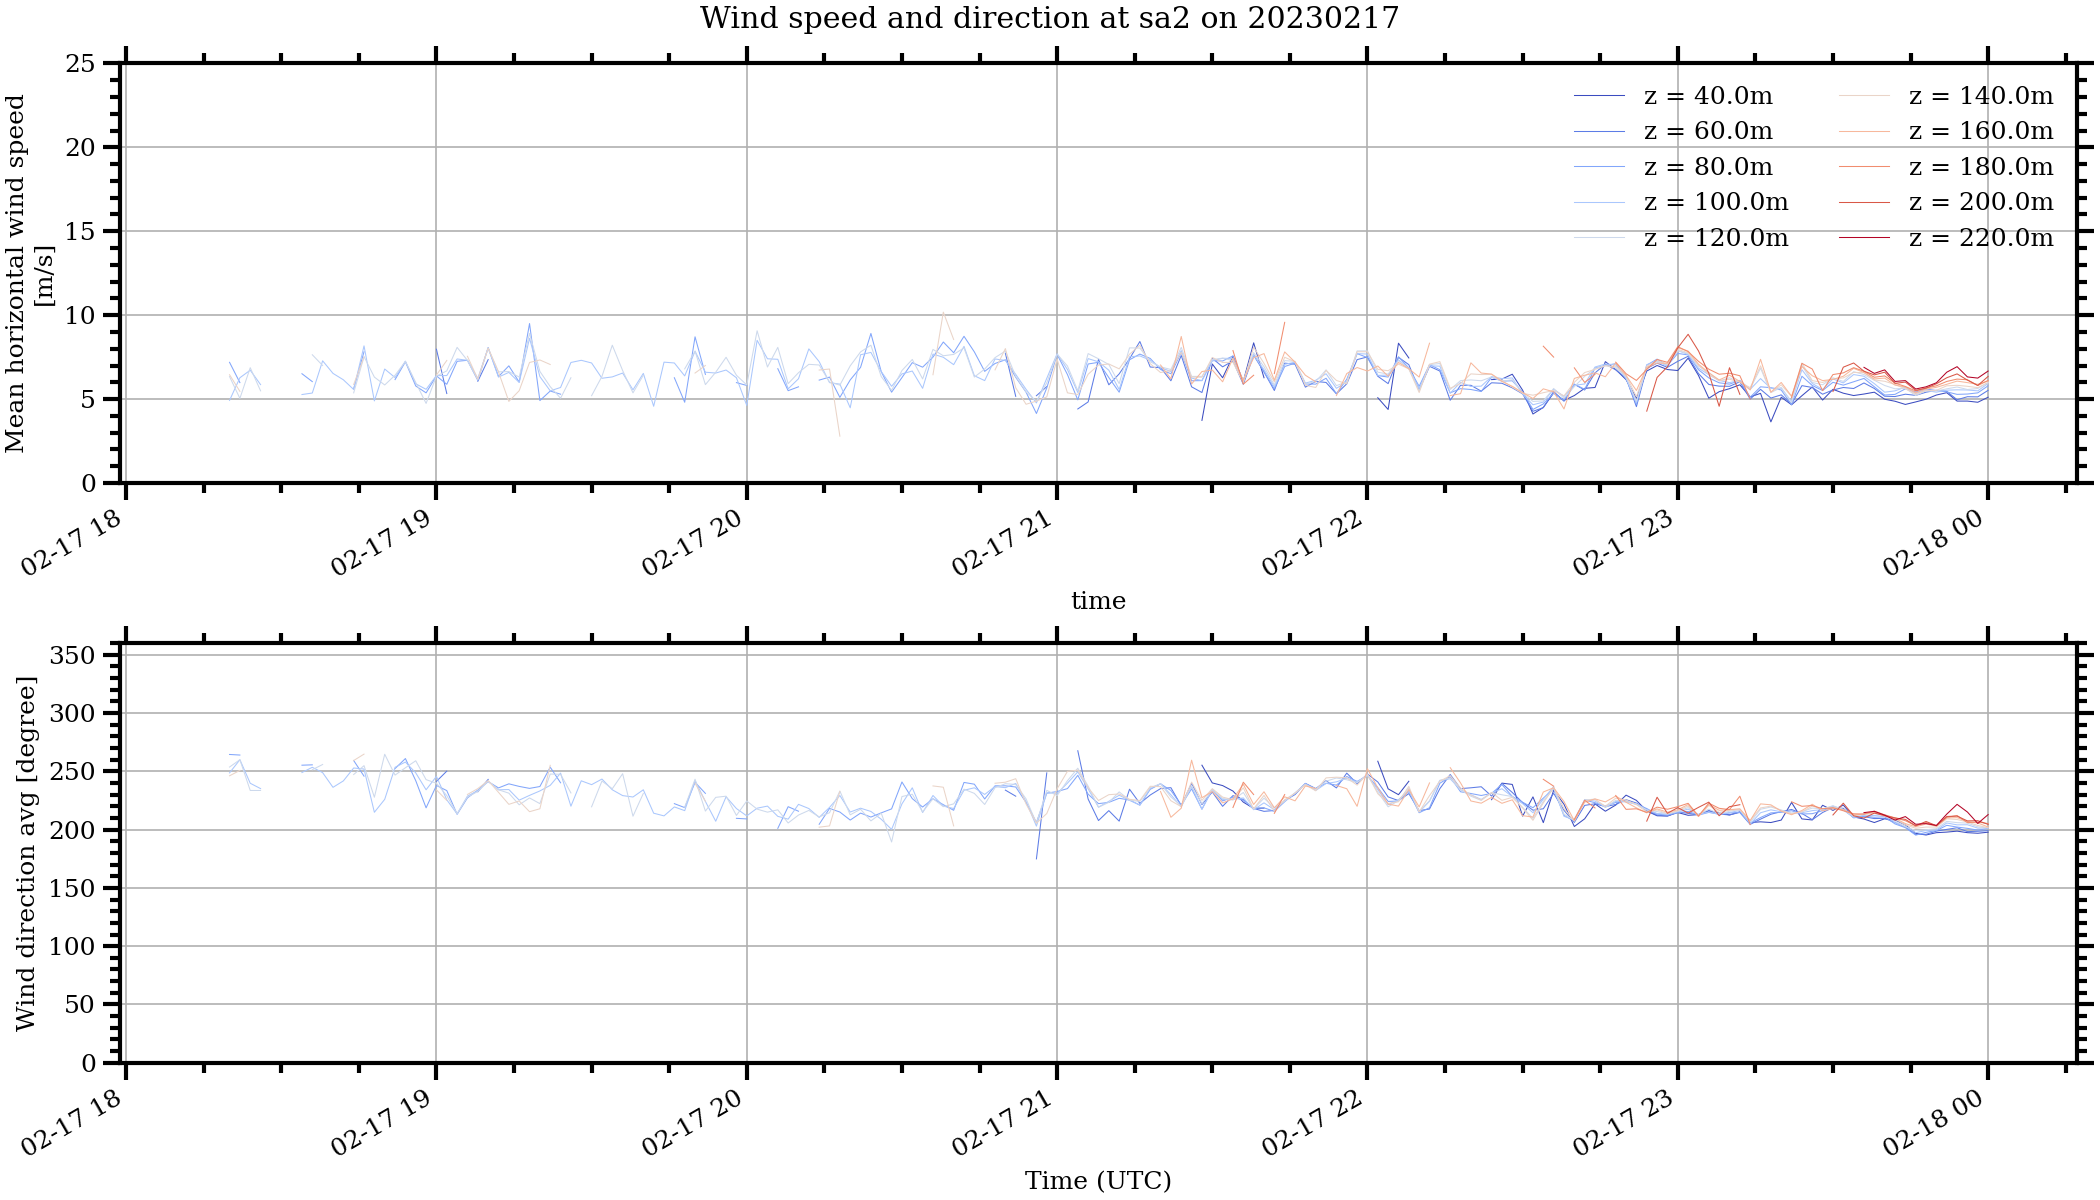 Wind speed and direction at sa2 on 20230217
Mean horizontal wind speed
[m/s]
25
20
15
10
5
0
z = 40.0m
z = 60.0m
z = 80.0m
z = 100.0m
z = 120.0m
z = 140.0m
z = 160.0m
z = 180.0m
z = 200.0m
z = 220.0m
02-17 18
02-17 19
02-17 20
02-17 21
02-17 22
02-17 23
02-18 00
time
Wind direction avg [degree]
350
300
250
200
150
100
50
0
02-17 18
02-17 19
02-17 20
02-17 21
02-17 22
02-17 23
02-18 00
Time (UTC)